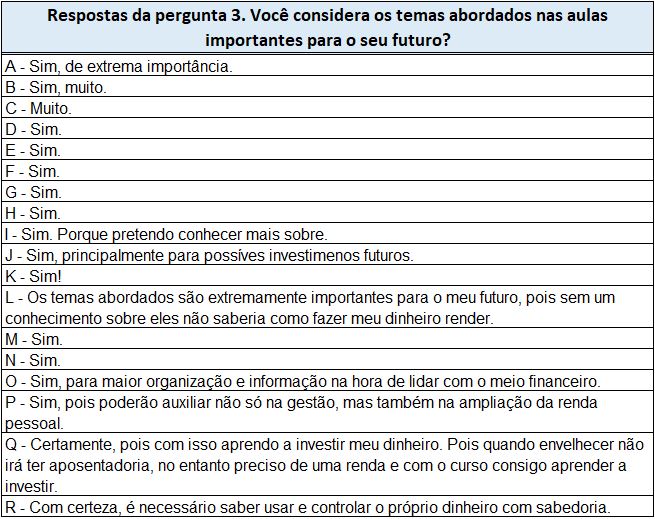 Respostas da pergunta 3. Você considera os temas abordados nas aulas
importantes para o seu futuro?
A - Sim, de extrema importância.
B - Sim, muito.
C - Muito.
D - Sim.
E - Sim.
F - Sim.
G - Sim.
H - Sim.
I - Sim. Porque pretendo conhecer mais sobre.
J - Sim, principalmente para possíves investimenos futuros.
K - Sim!
L - Os temas abordados são extremamente importantes para o meu futuro, pois sem um
conhecimento sobre eles não saberia como fazer meu dinheiro render.
M - Sim.
N - Sim.
O - Sim, para maior organização e informação na hora de lidar com o meio financeiro.
P - Sim, pois poderão auxiliar não só na gestão, mas também na ampliação da renda
pessoal.
Q - Certamente, pois com isso aprendo a investir meu dinheiro. Pois quando envelhecer não
irá ter aposentadoria, no entanto preciso de uma renda e com o curso consigo aprender a
investir.
R - Com certeza, é necessário saber usar e controlar o próprio dinheiro com sabedoria.